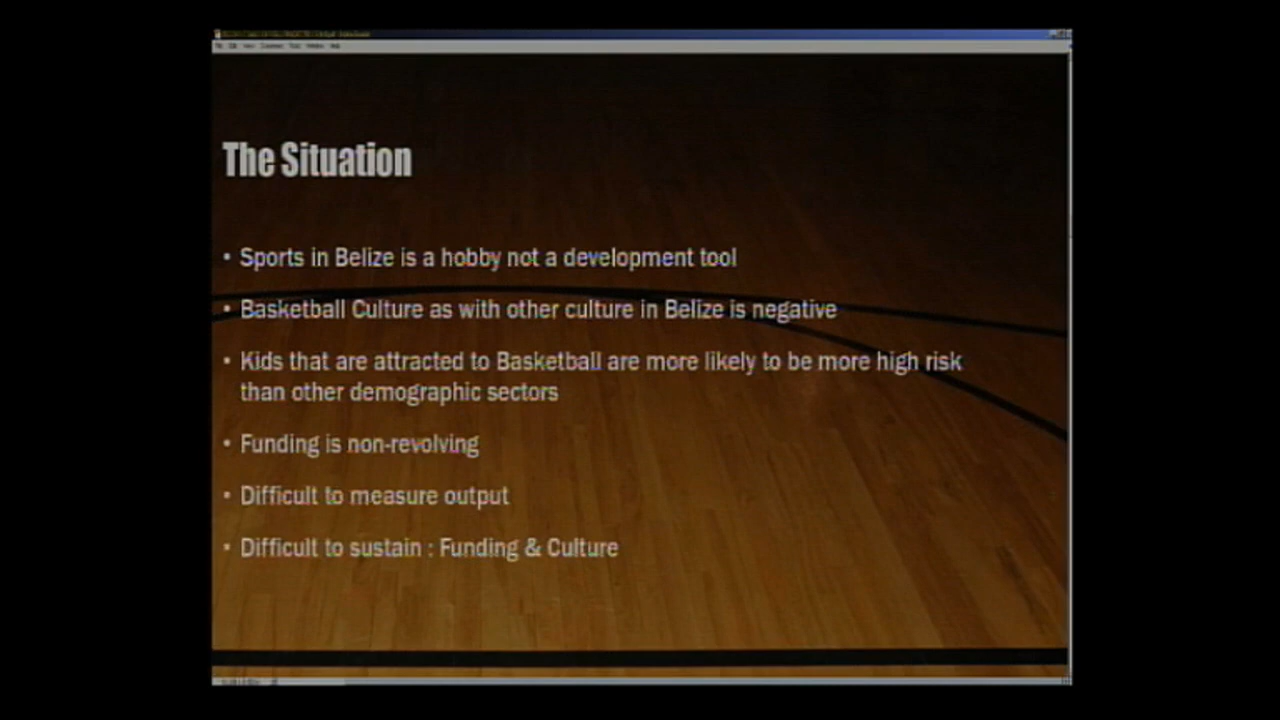 The Situation
• Sports in Belize is a hobby not a development tool
• Basketball Culture as with other culture in Belize is negative
• Kids that are attracted to Basketball are more likely to be more high risk
than other demographic sectors
• Funding is non-revolving
• Difficult to measure output
• Difficult to sustain : Funding & Culture